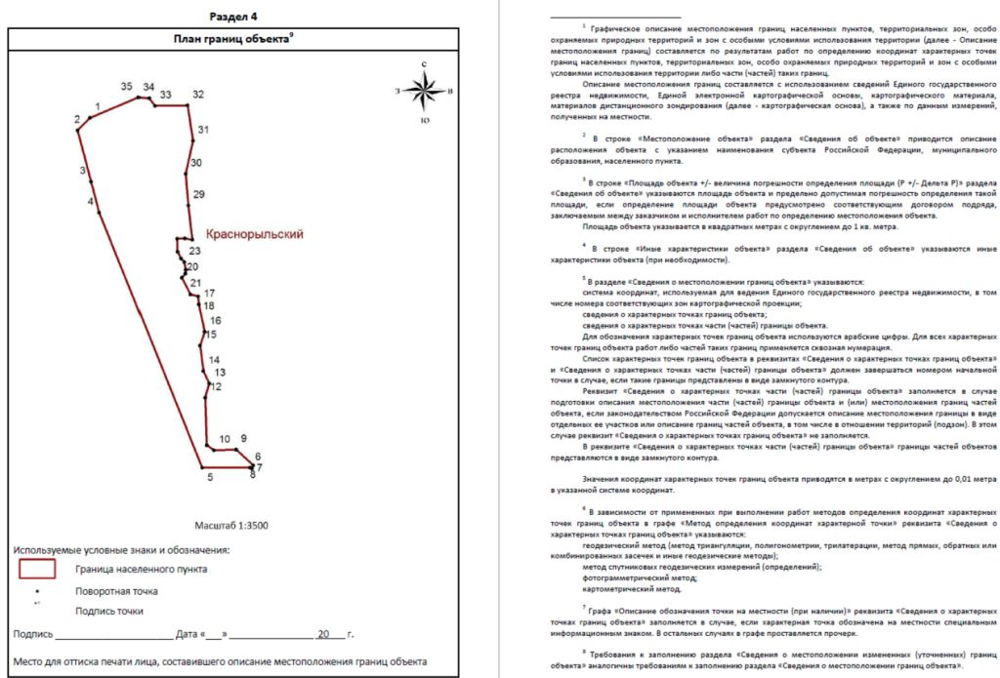 Раздел 4
План границ объекта9
С
З
В
Ю
35
34
33
32
1
2
31
3
30
4
29
Краснорыльский
23
20
21
17
18
16
15
14
13
12
10
9
6
7
8
5
Масштаб 1:3500
Используемые условные знаки и обозначения:
Граница населенного пункта
Поворотная точка
Подпись точки
Подпись ______________________ Дата «___» ________________20___ г.
Место для оттиска печати лица, составившего описание местоположения границ объекта
1 Графическое описание местоположения границ населенных пунктов, территориальных зон, особо
охраняемых природных территорий и зон с особыми условиями использования территории (далее - Описание
местоположения границ) составляется по результатам работ по определению координат характерных точек
границ населенных пунктов, территориальных зон, особо охраняемых природных территорий и зон с особыми
условиями использования территории либо части (частей) таких границ.
Описание местоположения границ составляется с использованием сведений Единого государственного
реестра недвижимости, Единой электронной картографической основы, картографического материала,
материалов дистанционного зондирования (далее - картографическая основа), а также по данным измерений,
полученных на местности.
2 В строке «Местоположение объекта» раздела «Сведения об объекте» приводится описание
расположения объекта с указанием наименования субъекта Российской Федерации, муниципального
образования, населенного пункта.
3 В строке «Площадь объекта +/- величина погрешности определения площади (P +/- Дельта P)» раздела
«Сведения об объекте» указываются площадь объекта и предельно допустимая погрешность определения такой
площади, если определение площади объекта предусмотрено соответствующим договором подряда,
заключаемым между заказчиком и исполнителем работ по определению местоположения объекта.
Площадь объекта указывается в квадратных метрах с округлением до 1 кв. метра.
4 В строке «Иные характеристики объекта» раздела «Сведения об объекте» указываются иные
характеристики объекта (при необходимости).
5 В разделе «Сведения о местоположении границ объекта» указываются:
система координат, используемая для ведения Единого государственного реестра недвижимости, в том
числе номера соответствующих зон картографической проекции;
сведения о характерных точках границ объекта;
сведения о характерных точках части (частей) границы объекта.
Для обозначения характерных точек границ объекта используются арабские цифры. Для всех характерных
точек границ объекта работ либо частей таких границ применяется сквозная нумерация.
Список характерных точек границ объекта в реквизитах «Сведения о характерных точках границ объекта»
и «Сведения о характерных точках части (частей) границы объекта» должен завершаться номером начальной
точки в случае, если такие границы представлены в виде замкнутого контура.
Реквизит «Сведения о характерных точках части (частей) границы объекта» заполняется в случае
подготовки описания местоположения части (частей) границы объекта и (или) местоположения границ частей
объекта, если законодательством Российской Федерации допускается описание местоположения границы в виде
отдельных ее участков или описание границ частей объекта, в том числе в отношении территорий (подзон). В этом
случае реквизит «Сведения о характерных точках границ объекта» не заполняется.
В реквизите «Сведения о характерных точках части (частей) границы объекта» границы частей объектов
представляются в виде замкнутого контура.
Значения координат характерных точек границ объекта приводятся в метрах с округлением до 0,01 метра
в указанной системе координат.
6 В зависимости от примененных при выполнении работ методов определения координат характерных
точек границ объекта в графе «Метод определения координат характерной точки» реквизита «Сведения о
характерных точках границ объекта» указываются:
геодезический метод (метод триангуляции, полигонометрии, трилатерации, метод прямых, обратных или
комбинированных засечек и иные геодезические методы);
метод спутниковых геодезических измерений (определений);
фотограмметрический метод;
картометрический метод.
7 Графа «Описание обозначения точки на местности (при наличии)» реквизита «Сведения о характерных
точках границ объекта» заполняется в случае, если характерная точка обозначена на местности специальным
информационным знаком. В остальных случаях в графе проставляется прочерк.
8 Требования к заполнению раздела «Сведения о местоположении измененных (уточненных) границ
объекта» аналогичны требованиям к заполнению раздела «Сведения о местоположении границ объекта».